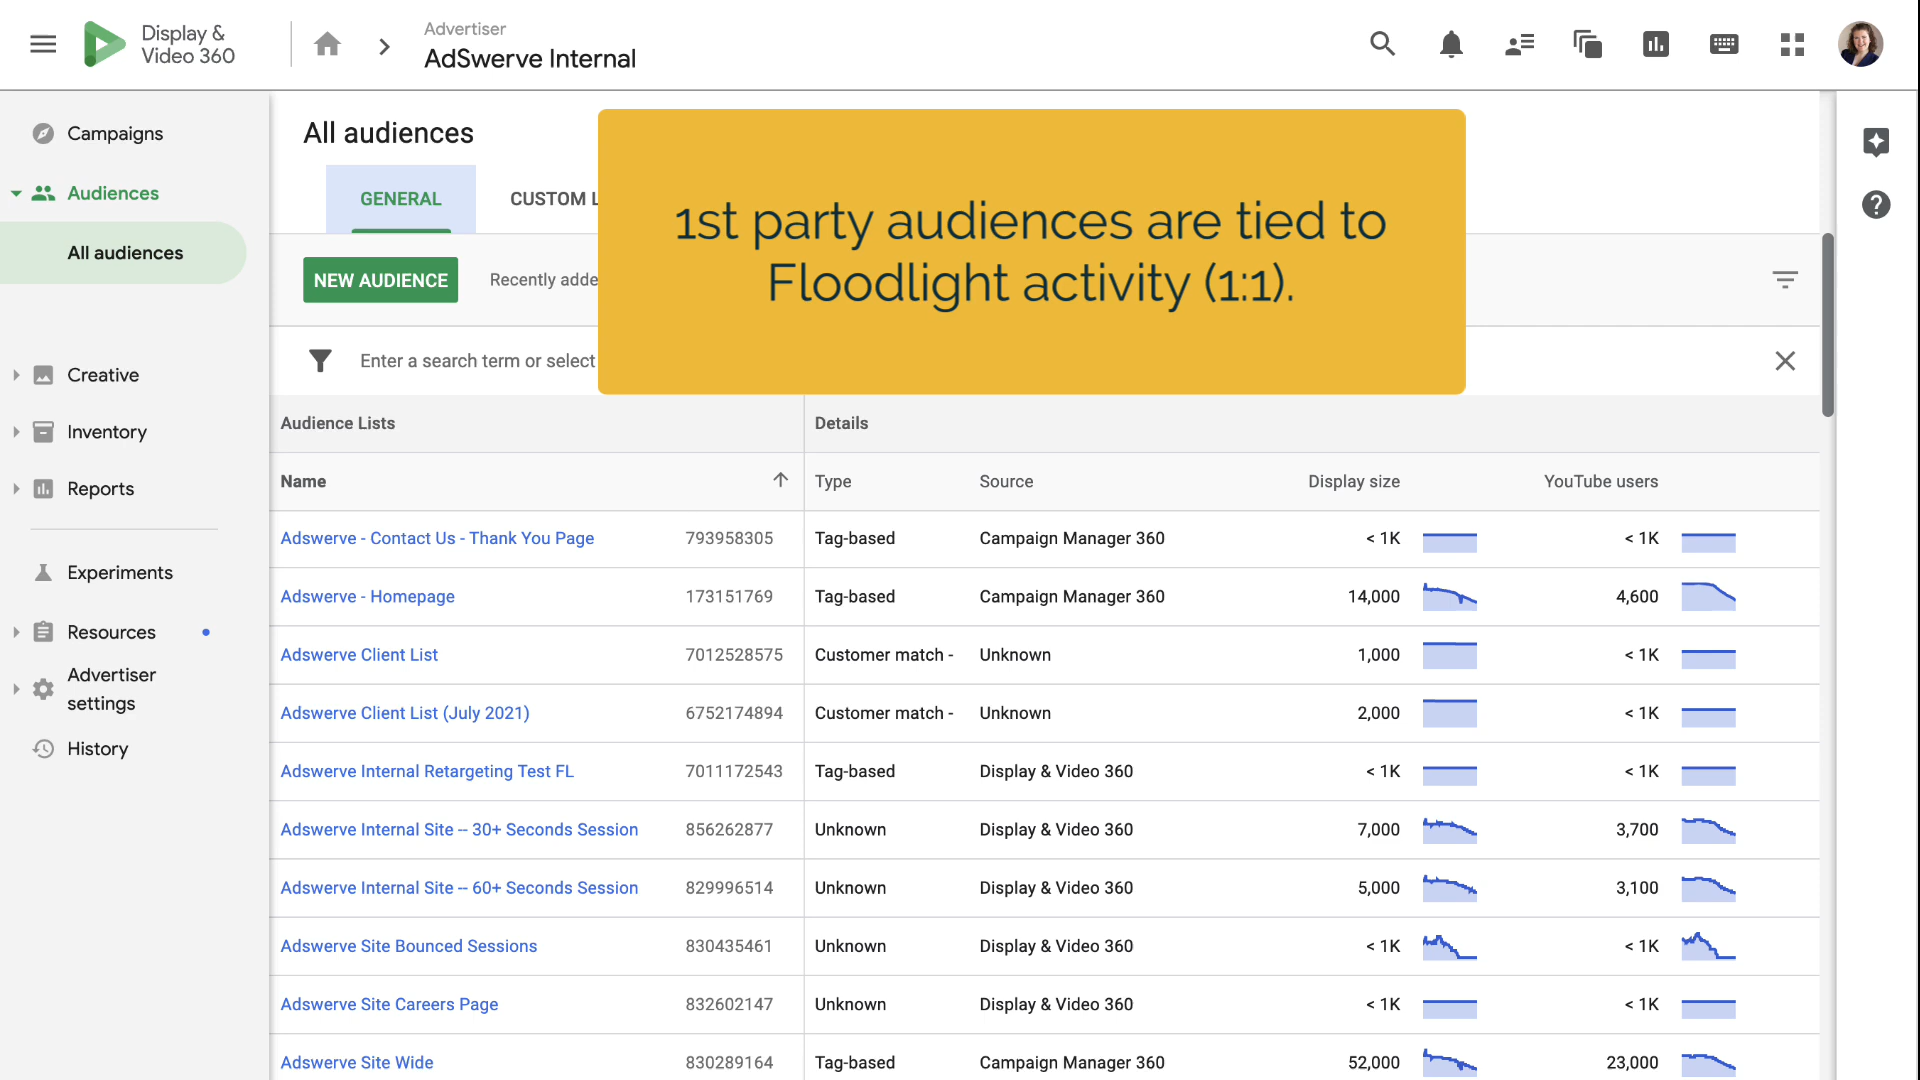 Display &
Video 360
Advertiser
AdSwerve Internal
Campaigns
Audiences
All audiences
Creative
Inventory
Reports
Experiments
Resources
Advertiser
settings
History
All audiences
GENERAL
CUSTOM L
1st party audiences are tied to
Floodlight activity (1:1).
NEW AUDIENCE
Recently adde
Enter a search term or select
Audience Lists
Details
Name
Type
Source
Display size
YouTube users
Adswerve - Contact Us - Thank You Page 793958305 Tag-based Campaign Manager 360 < 1K < 1K
Adswerve - Homepage 173151769 Tag-based Campaign Manager 360 14,000 4,600
Adswerve Client List 7012528575 Customer match - Unknown 1,000 < 1K
Adswerve Client List (July 2021) 6752174894 Customer match - Unknown 2,000 < 1K
Adswerve Internal Retargeting Test FL 7011172543 Tag-based Display & Video 360 < 1K < 1K
Adswerve Internal Site -- 30+ Seconds Session 856262877 Unknown Display & Video 360 7,000 3,700
Adswerve Internal Site -- 60+ Seconds Session 829996514 Unknown Display & Video 360 5,000 3,100
Adswerve Site Bounced Sessions 830435461 Unknown Display & Video 360 < 1K < 1K
Adswerve Site Careers Page 832602147 Unknown Display & Video 360 < 1K < 1K
Adswerve Site Wide 830289164 Tag-based Campaign Manager 360 52,000 23,000